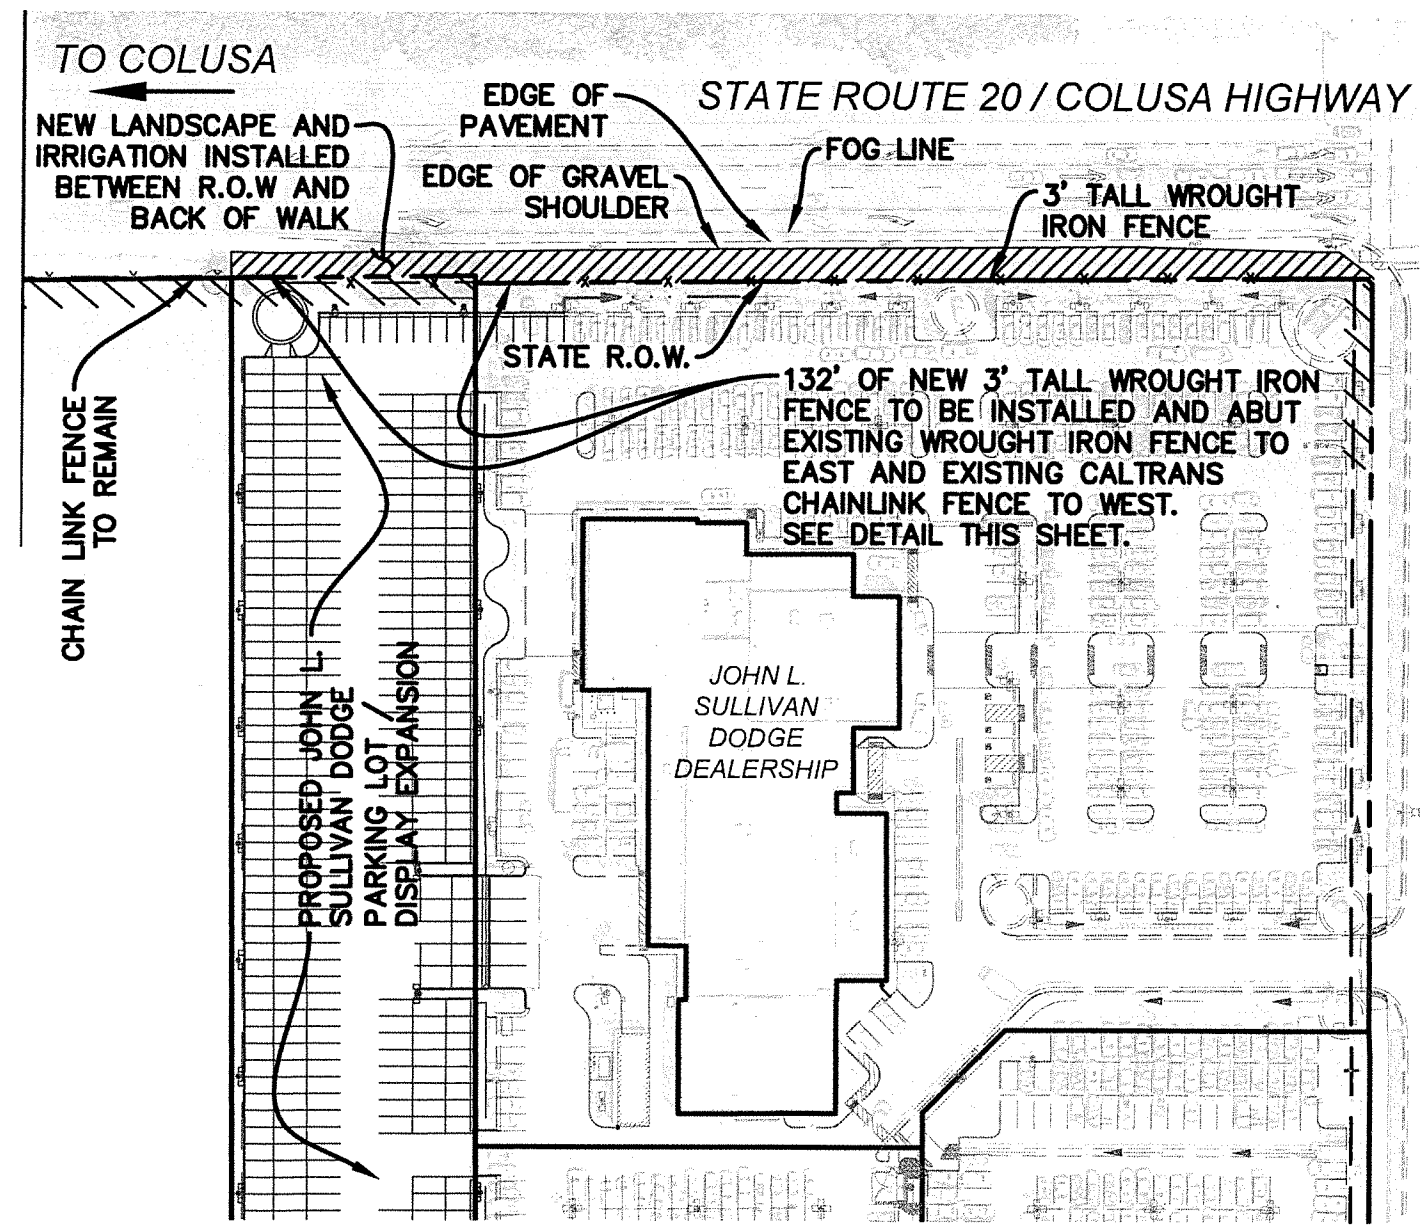 TO COLUSA
NEW LANDSCAPE AND
IRRIGATION INSTALLED
BETWEEN R.O.W AND
BACK OF WALK
EDGE OF
PAVEMENT
STATE ROUTE 20 / COLUSA HIGHWAY
FOG LINE
EDGE OF GRAVEL
SHOULDER
3' TALL WROUGHT
IRON FENCE
STATE R.O.W.
132' OF NEW 3' TALL WROUGHT IRON
FENCE TO BE INSTALLED AND ABUT
EXISTING WROUGHT IRON FENCE TO
EAST AND EXISTING CALTRANS
CHAINLINK FENCE TO WEST.
SEE DETAIL THIS SHEET.
CHAIN LINK FENCE
TO REMAIN
PROPOSED JOHN L.
SULLIVAN DODGE
PARKING LOT
DISPLAY EXPANSION
JOHN L.
SULLIVAN
DODGE
DEALERSHIP